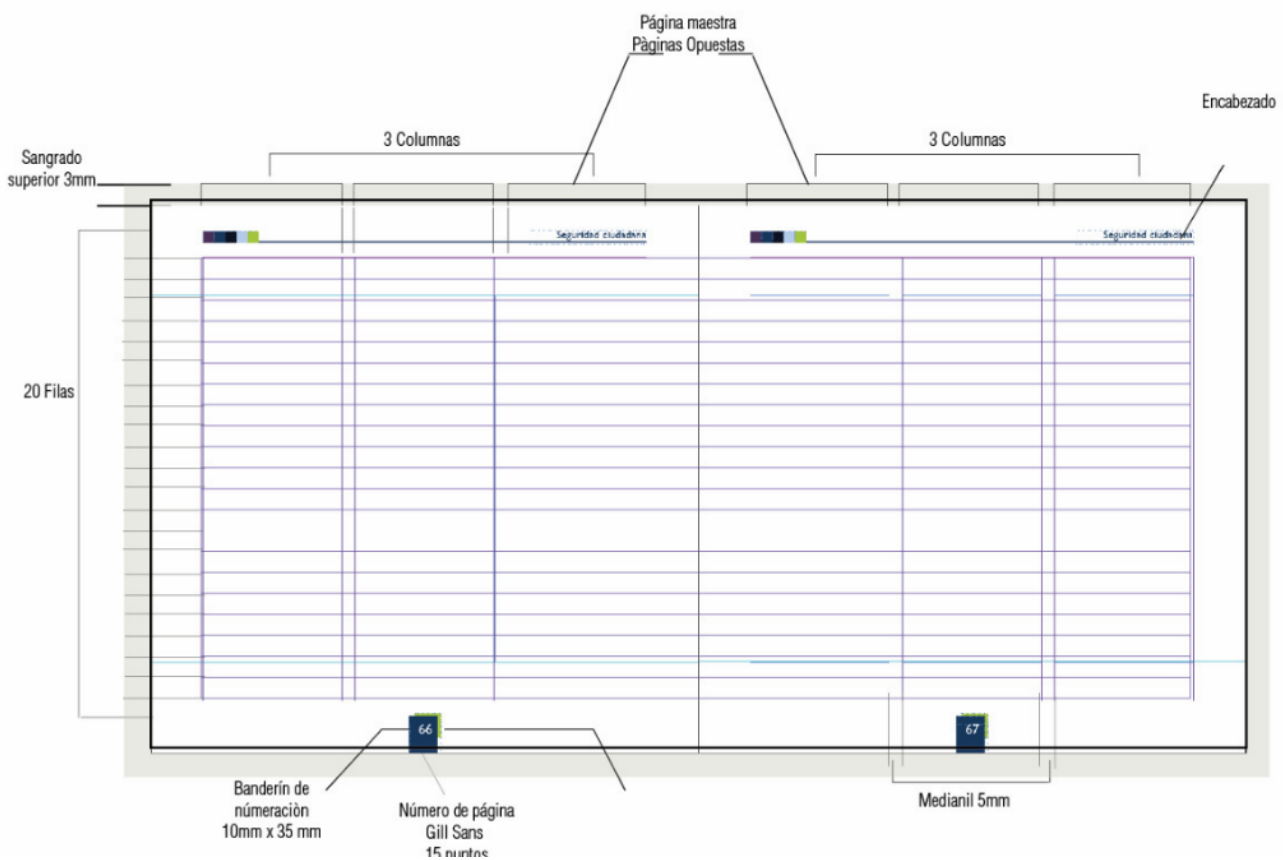 Página maestra
Pàginas Opuestas
Encabezado
3 Columnas
3 Columnas
Sangrado
superior 3mm
Seguridad ciudadana
Seguridad ciudadana
20 Filas
66
67
Banderín de
númeraciòn
10mm x 35 mm
Número de página
Gill Sans
15 puntos
Medianil 5mm